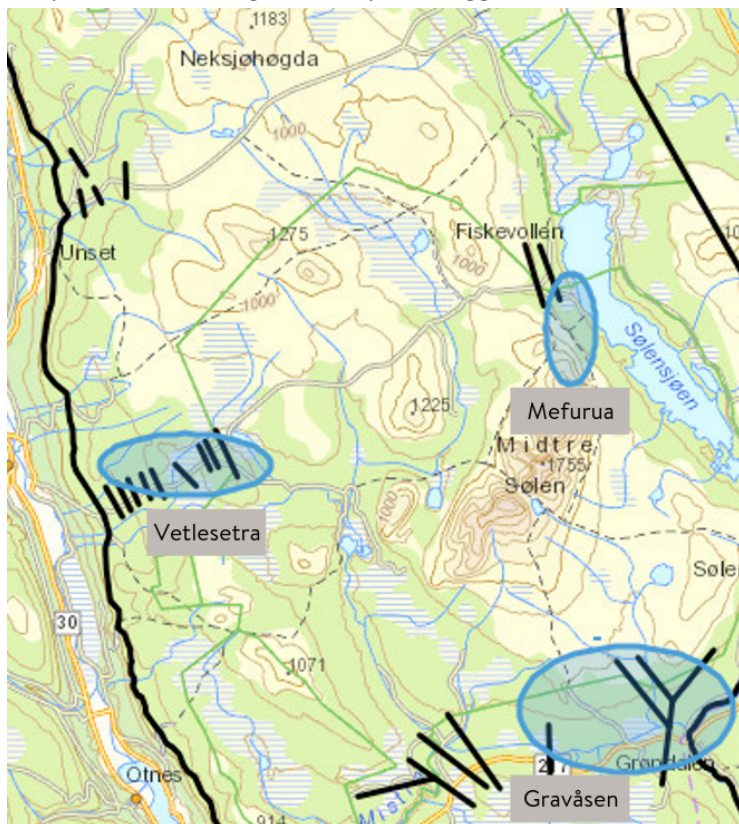 1183
Neksjøhøgda
1000
Unset
1275
Fiskevollen
1000
1000
Sølensjøen
Mefurua
1225
Midtre
1755
Sølen
1000
Vetlesetra
30
1071
Otnes
914
Gravåsen